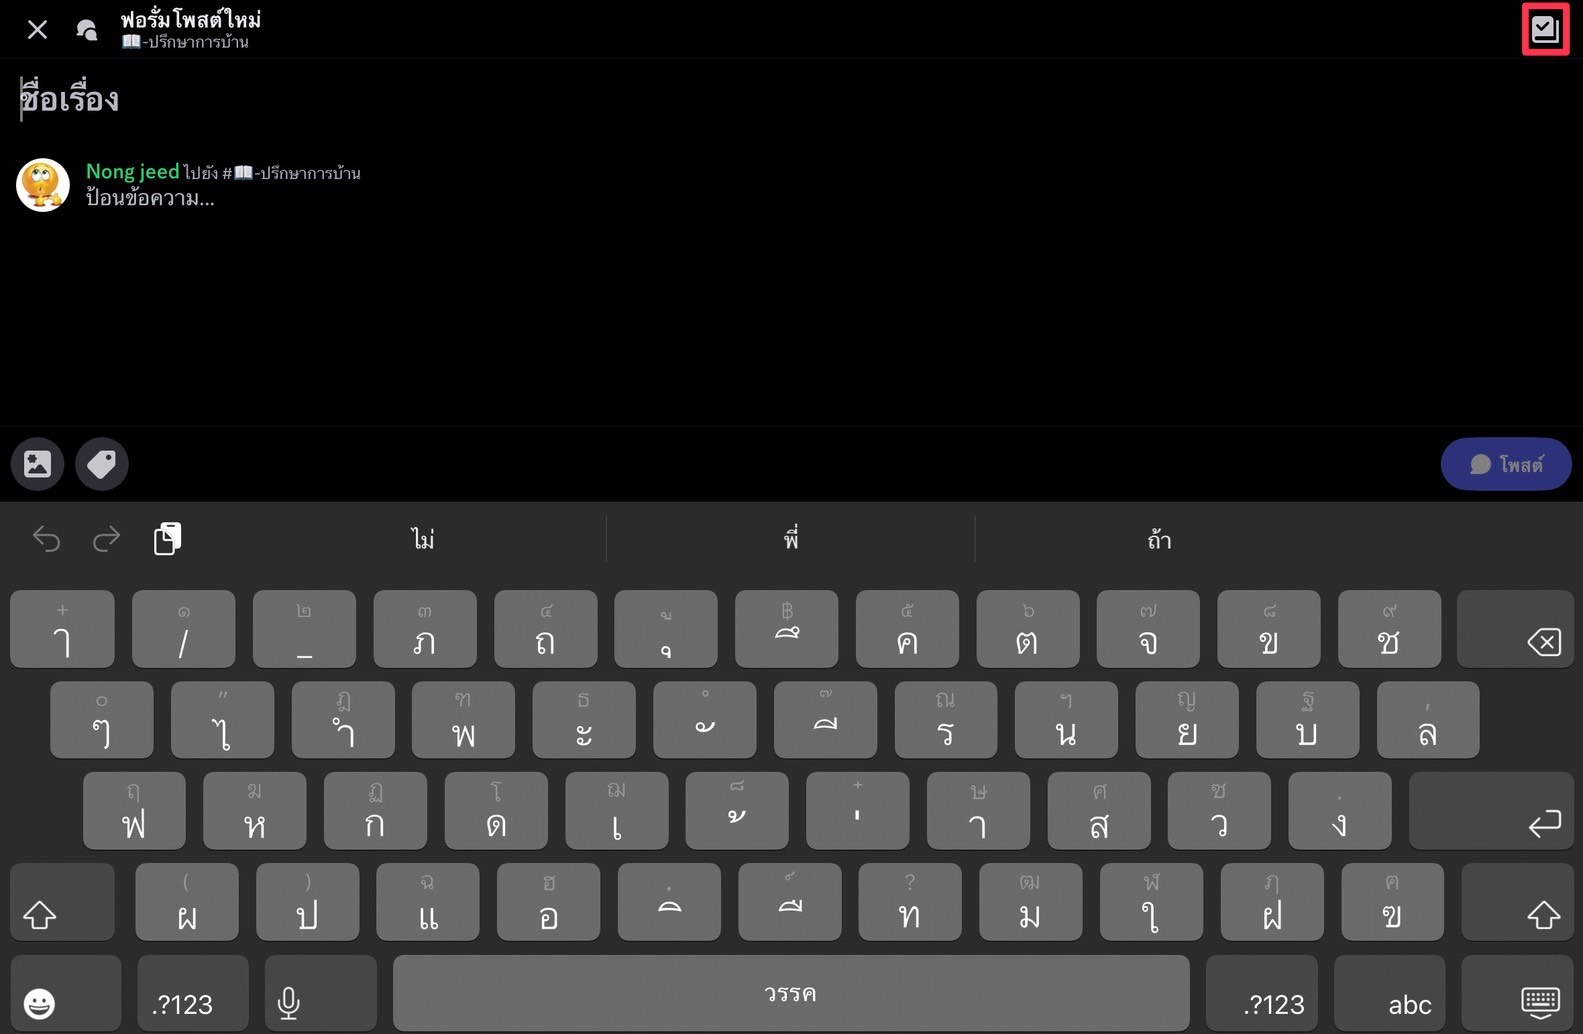 ฟอรั่มโพสต์ใหม่
📖-ปรึกษาการบ้าน
ชื่อเรื่อง
Nong jeed ไปยัง #📖-ปรึกษาการบ้าน
ป้อนข้อความ...
โพสต์
ไม่ พี่ ถ้า
+ ๑ ๒ ๓ ๔ ู ฿ ๕ ๖ ๗ ๘ ๙
ๅ / _ ภ ถ ุ ึ ค ต จ ข ช
๐ " ฎ ฑ ธ ํ ๊ ณ ฯ ญ ฐ ,
ๆ ไ ำ พ ะ ั ี ร น ย บ ล
ฤ ฆ ฏ โ ฌ ็ ๋ ษ ศ ซ .
ฟ ห ก ด เ ้ ่ า ส ว ง
( ) ฉ ฮ ฺ ์ ? ฒ ฬ ฦ ฅ
ผ ป แ อ ิ ื ท ม ใ ฝ ฃ
.?123 วรรค .?123 abc